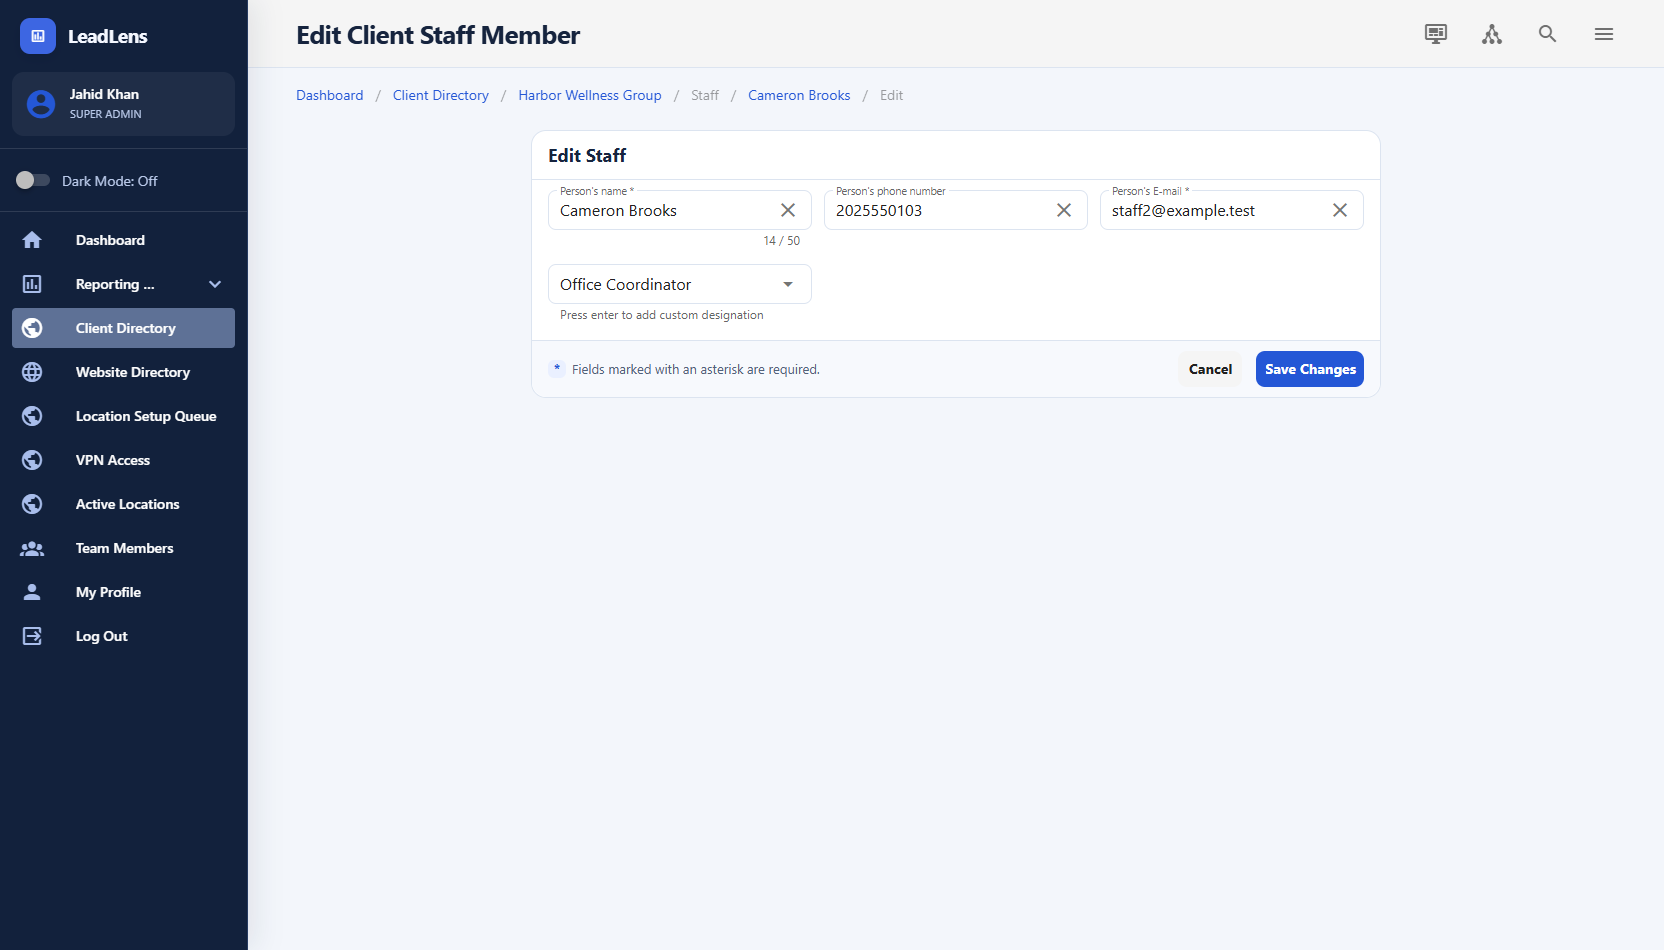 LeadLens
Jahid Khan
SUPER ADMIN
Dark Mode: Off
Dashboard
Reporting ...
Client Directory
Website Directory
Location Setup Queue
VPN Access
Active Locations
Team Members
My Profile
Log Out
Edit Client Staff Member
Dashboard / Client Directory / Harbor Wellness Group / Staff / Cameron Brooks / Edit
Edit Staff
Person's name *
Cameron Brooks
14 / 50
Person's phone number
2025550103
Person's E-mail *
staff2@example.test
Office Coordinator
Press enter to add custom designation
* Fields marked with an asterisk are required.
Cancel
Save Changes